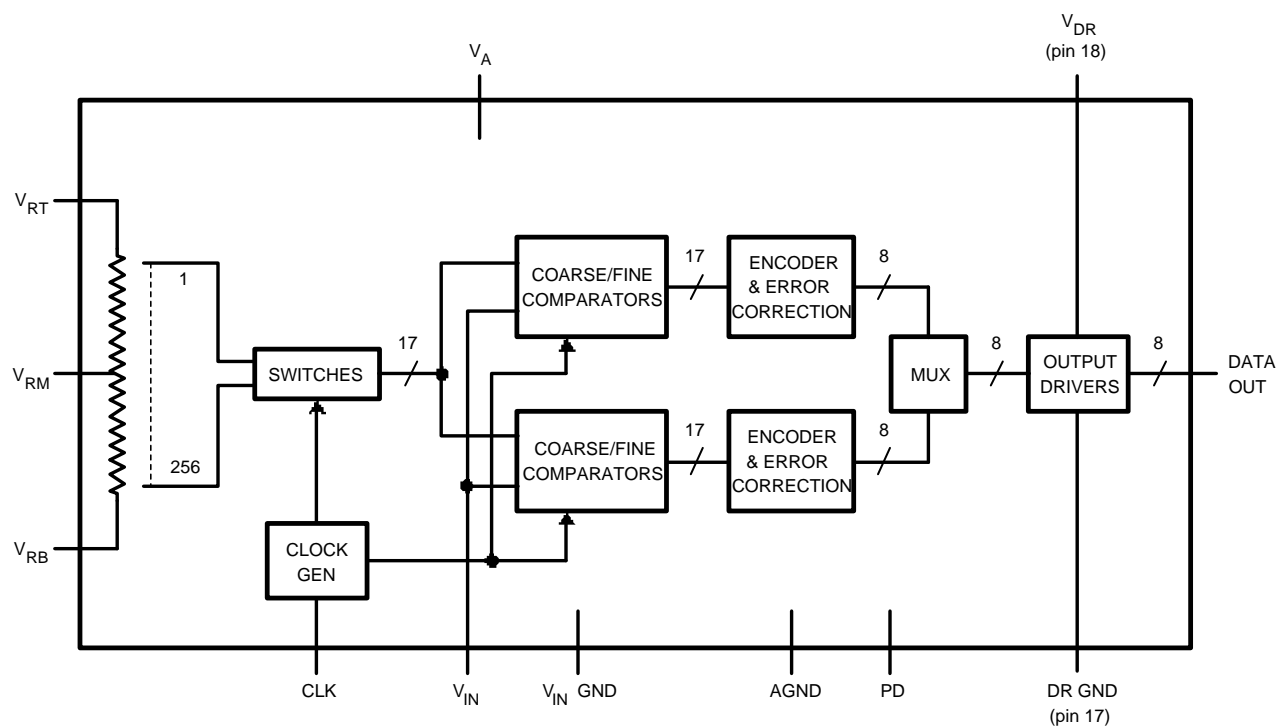 V_DR
(pin 18)
V_A
V_RT
1
17
COARSE/FINE
COMPARATORS
17
ENCODER
& ERROR
CORRECTION
8
V_RM
SWITCHES
MUX
8
OUTPUT
DRIVERS
8
DATA
OUT
256
COARSE/FINE
COMPARATORS
17
ENCODER
& ERROR
CORRECTION
8
V_RB
CLOCK
GEN
CLK
V_IN
V_IN GND
AGND
PD
DR GND
(pin 17)